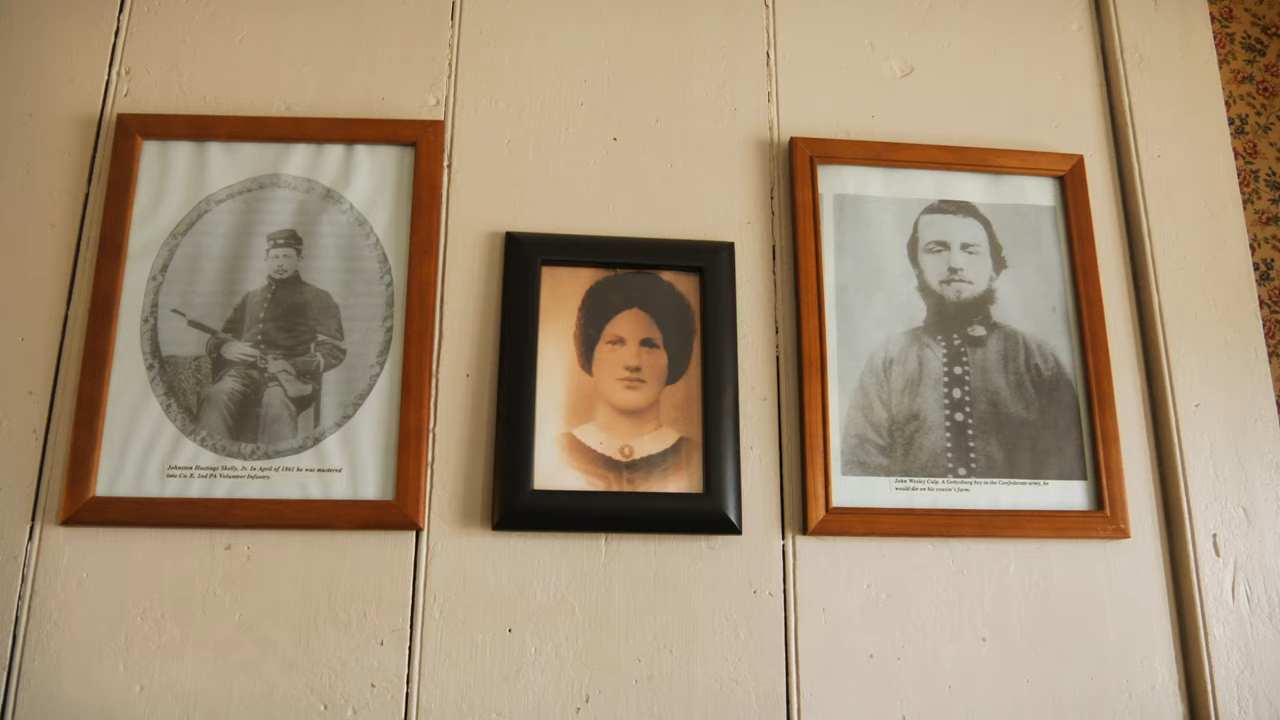 Johnston Hastings Skelly, Jr. In April of 1861 he was mustered
into Co. E, 2nd PA Volunteer Infantry.
John Wesley Culp. A Gettysburg boy in the Confederate army, he
would die on his cousin's farm.